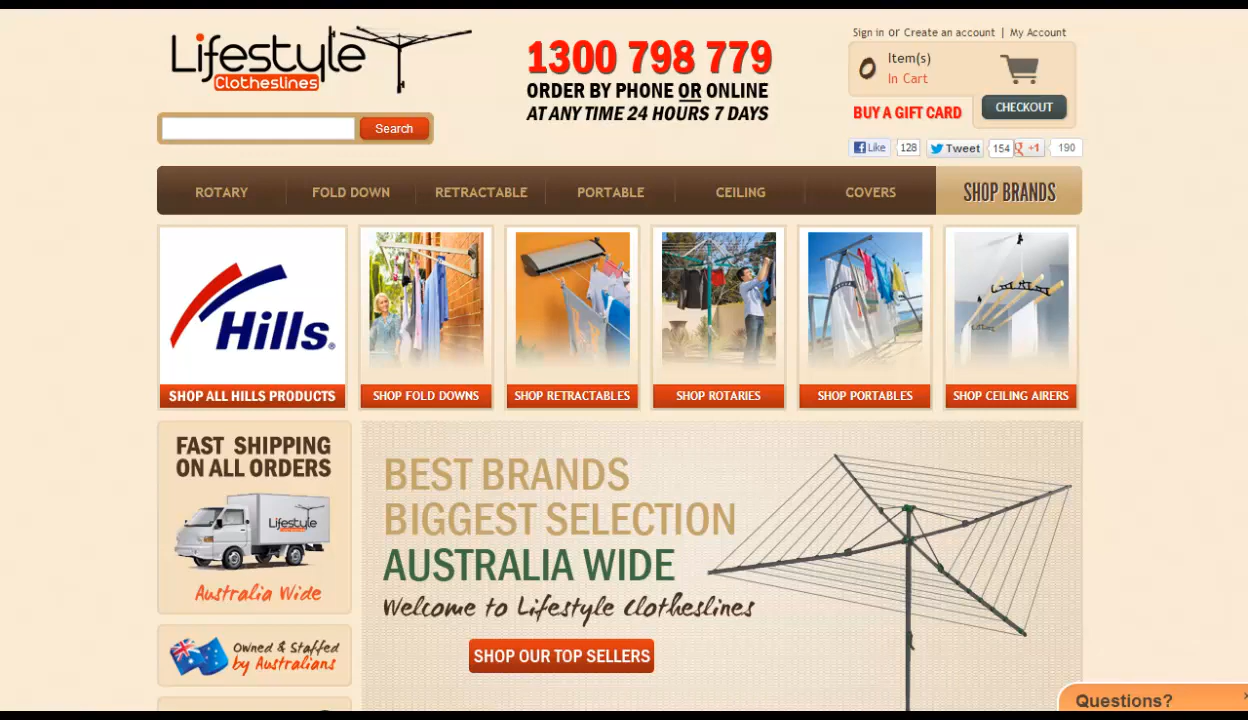 Lifestyle
Clotheslines
Search
1300 798 779
ORDER BY PHONE OR ONLINE
AT ANY TIME 24 HOURS 7 DAYS
Sign in or Create an account | My Account
0 Item(s)
In Cart
BUY A GIFT CARD
CHECKOUT
Like 128 Tweet 154 +1 190
ROTARY FOLD DOWN RETRACTABLE PORTABLE CEILING COVERS SHOP BRANDS
Hills®
SHOP ALL HILLS PRODUCTS
SHOP FOLD DOWNS
SHOP RETRACTABLES
SHOP ROTARIES
SHOP PORTABLES
SHOP CEILING AIRERS
FAST SHIPPING
ON ALL ORDERS
Lifestyle
Australia Wide
Owned & Staffed
by Australians
BEST BRANDS
BIGGEST SELECTION
AUSTRALIA WIDE
Welcome to Lifestyle Clotheslines
SHOP OUR TOP SELLERS
Questions?